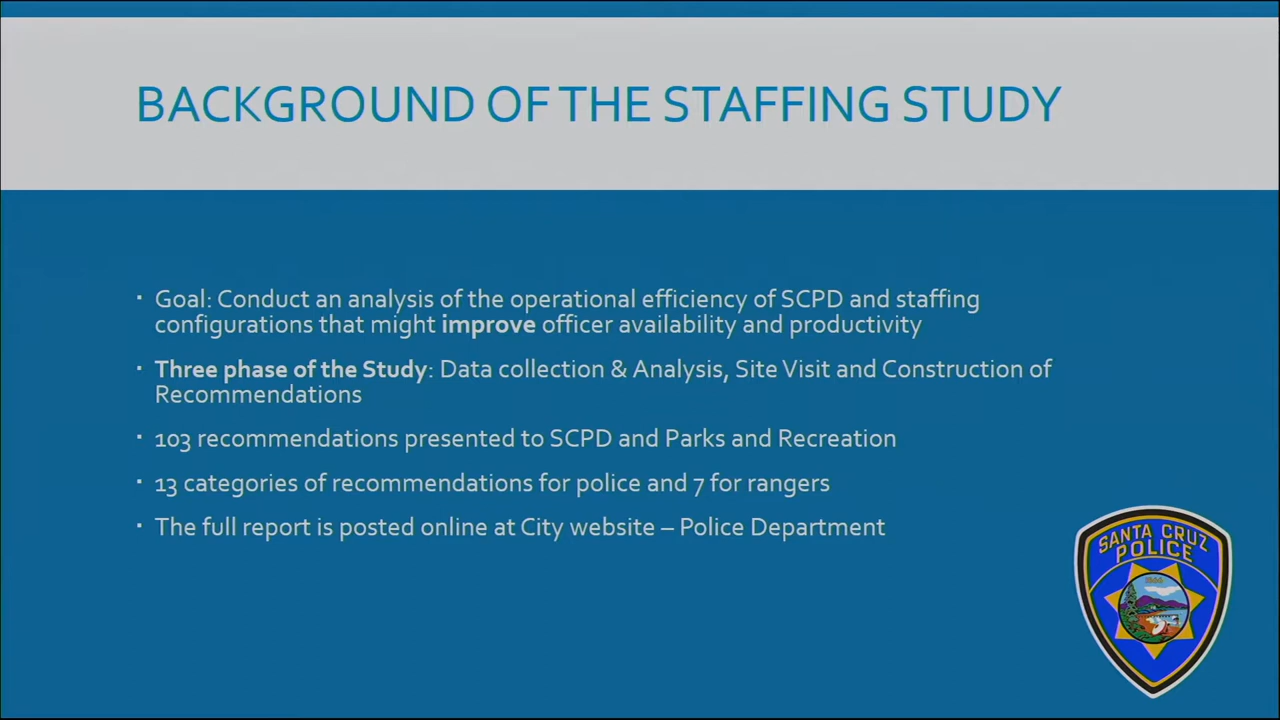 BACKGROUND OF THE STAFFING STUDY
▪ Goal: Conduct an analysis of the operational efficiency of SCPD and staffing
configurations that might improve officer availability and productivity
▪ Three phase of the Study: Data collection & Analysis, Site Visit and Construction of
Recommendations
▪ 103 recommendations presented to SCPD and Parks and Recreation
▪ 13 categories of recommendations for police and 7 for rangers
▪ The full report is posted online at City website – Police Department
SANTA CRUZ
POLICE